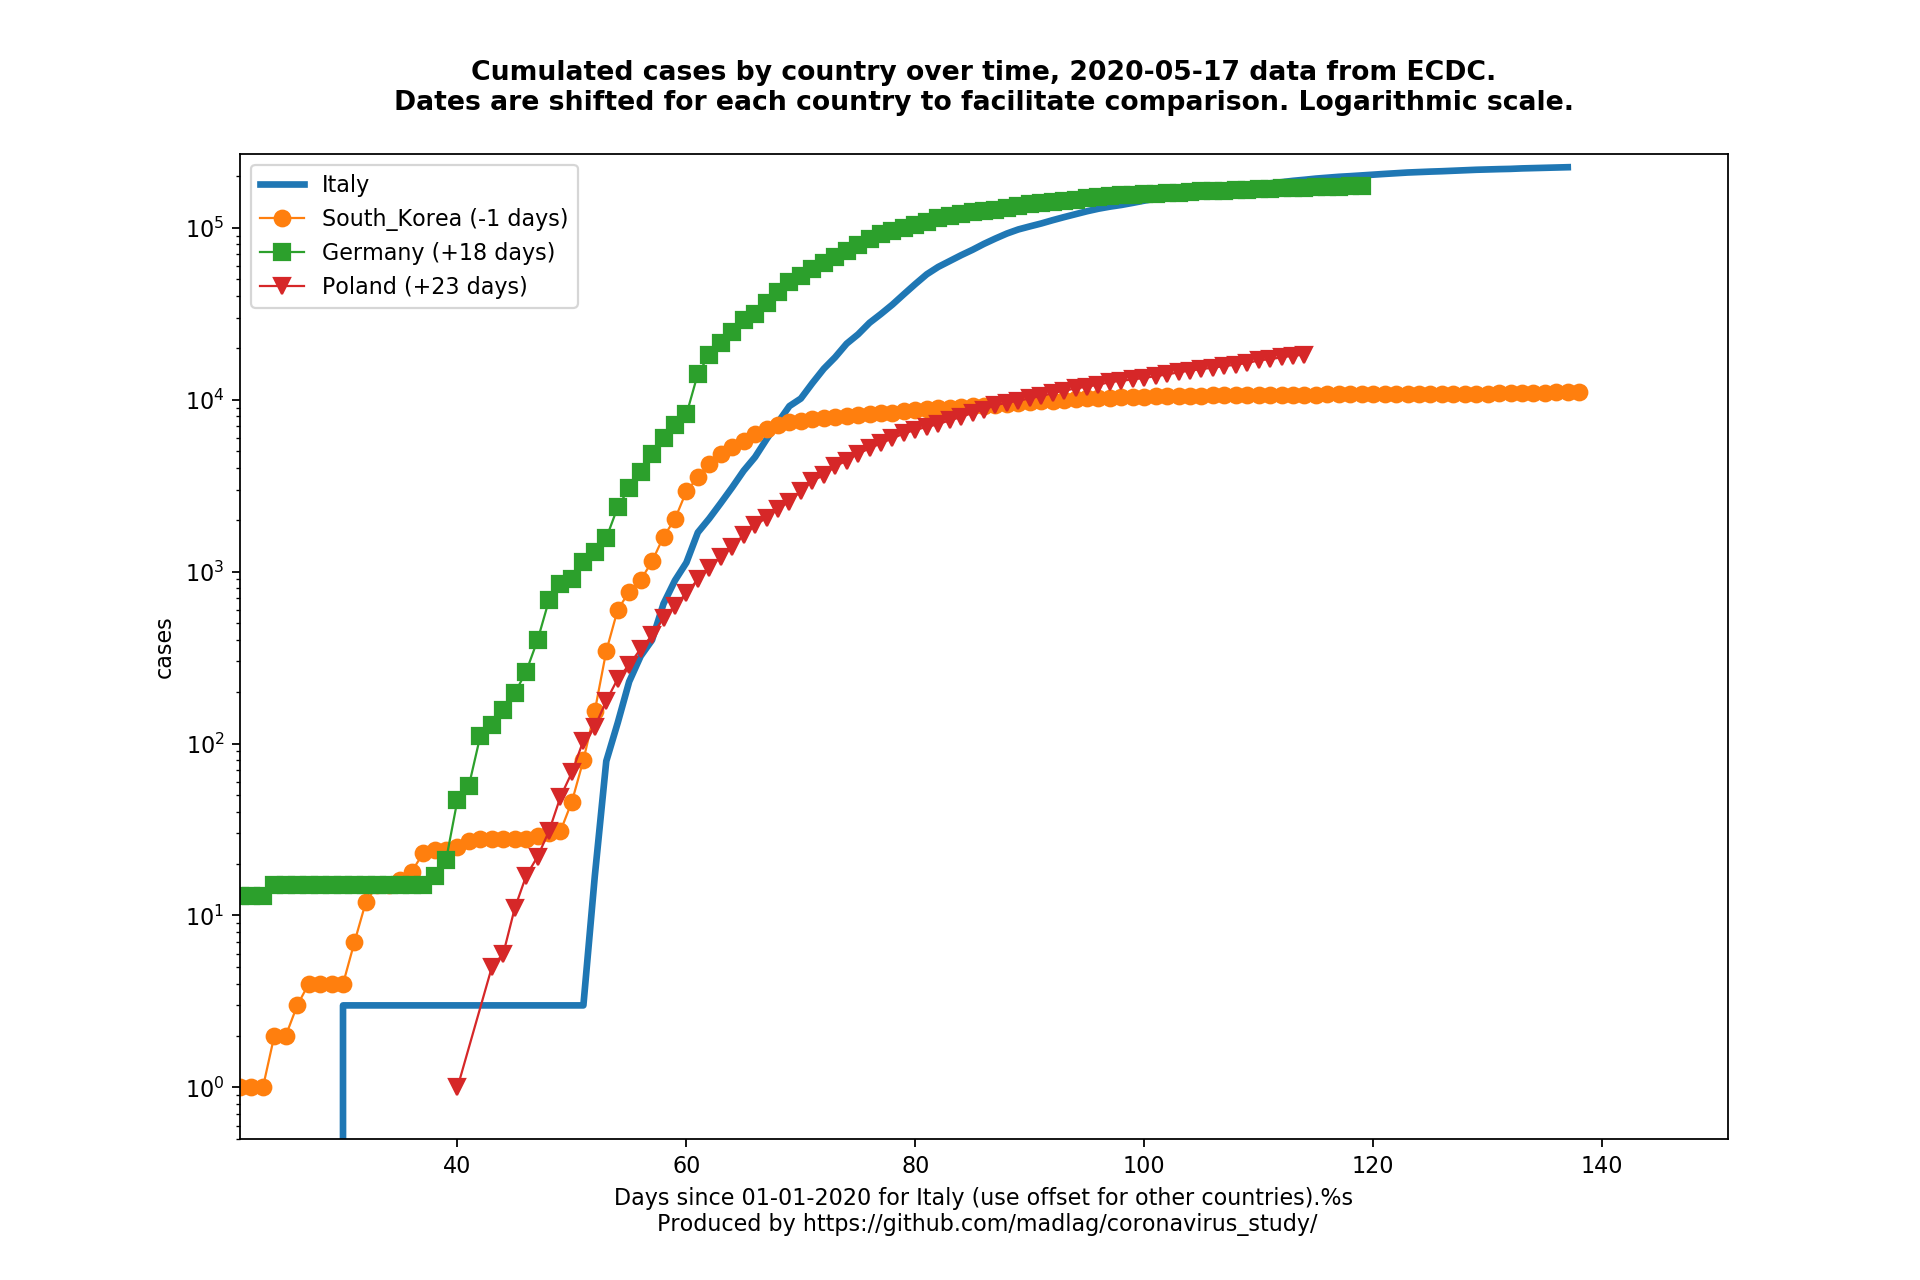 Cumulated cases by country over time, 2020-05-17 data from ECDC.
Dates are shifted for each country to facilitate comparison. Logarithmic scale.
Italy
South_Korea (-1 days)
Germany (+18 days)
Poland (+23 days)
10^5
10^4
10^3
10^2
10^1
10^0
cases
40 60 80 100 120 140
Days since 01-01-2020 for Italy (use offset for other countries).%s
Produced by https://github.com/madlag/coronavirus_study/